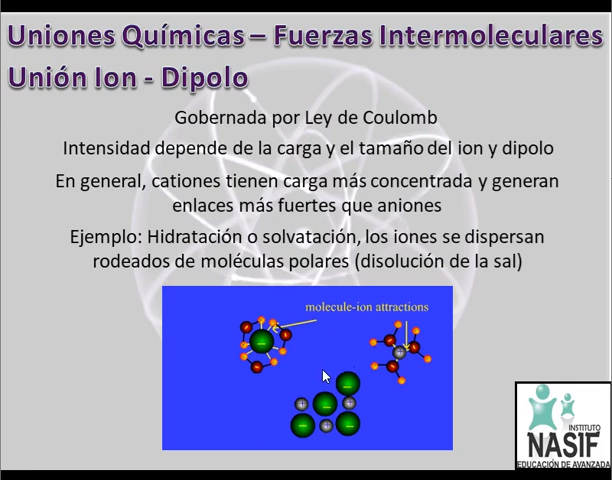 Uniones Químicas – Fuerzas Intermoleculares
Unión Ion - Dipolo
Gobernada por Ley de Coulomb
Intensidad depende de la carga y el tamaño del ion y dipolo
En general, cationes tienen carga más concentrada y generan
enlaces más fuertes que aniones
Ejemplo: Hidratación o solvatación, los iones se dispersan
rodeados de moléculas polares (disolución de la sal)
molecule-ion attractions
INSTITUTO
NASIF
EDUCACIÓN DE AVANZADA